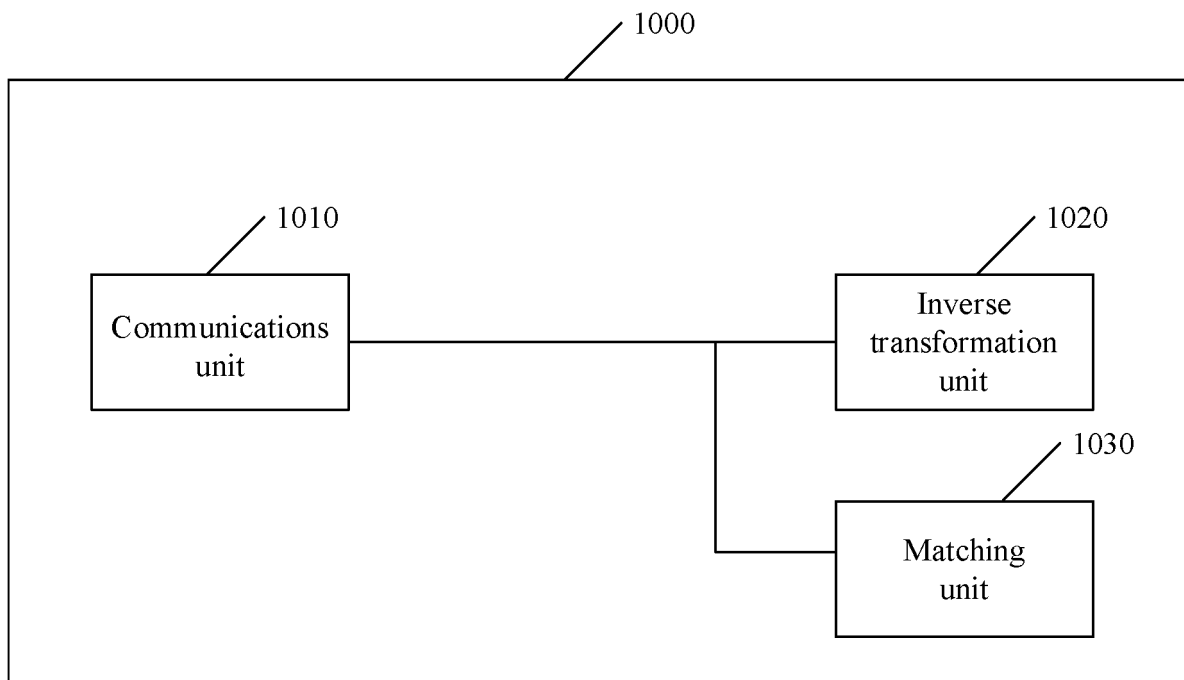 1000
1010
Communications
unit
1020
Inverse
transformation
unit
1030
Matching
unit